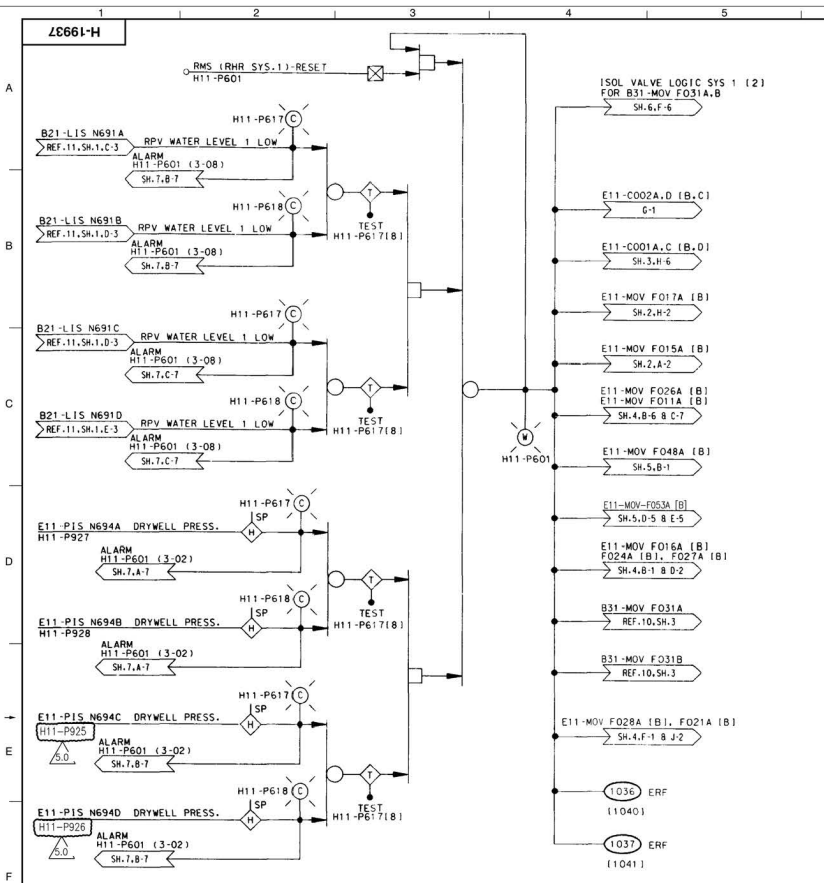 1 2 3 4 5
H-19937
A
RMS (RHR SYS.1)-RESET
H11-P601
ISOL VALVE LOGIC SYS 1 [2]
FOR B31-MOV F031A,B
SH.6,F-6
H11-P617 C
B21-LIS N691A
REF.11,SH.1,C-3
RPV WATER LEVEL 1 LOW
ALARM
H11-P601 (3-08)
SH.7,B-7
T
TEST
H11-P617[8]
B
H11-P618 C
B21-LIS N691B
REF.11,SH.1,D-3
RPV WATER LEVEL 1 LOW
ALARM
H11-P601 (3-08)
SH.7,B-7
E11-C002A,D [B,C]
G-1
E11-C001A,C [B,D]
SH.3,H-6
E11-MOV F017A [B]
SH.2,H-2
H11-P617 C
B21-LIS N691C
REF.11,SH.1,D-3
RPV WATER LEVEL 1 LOW
ALARM
H11-P601 (3-08)
SH.7,C-7
T
TEST
H11-P617[8]
C
H11-P618 C
B21-LIS N691D
REF.11,SH.1,E-3
RPV WATER LEVEL 1 LOW
ALARM
H11-P601 (3-08)
SH.7,C-7
W
H11-P601
E11-MOV F015A [B]
SH.2,A-2
E11-MOV F026A [B]
E11-MOV F011A [B]
SH.4,B-6 & C-7
E11-MOV F048A [B]
SH.5,B-1
D
H11-P617 C
SP
E11-PIS N694A DRYWELL PRESS.
H11-P927
H
ALARM
H11-P601 (3-02)
SH.7,A-7
T
TEST
H11-P617[8]
H11-P618 C
SP
E11-PIS N694B DRYWELL PRESS.
H11-P928
H
ALARM
H11-P601 (3-02)
SH.7,A-7
E11-MOV-F053A [B]
SH.5,D-5 & E-5
E11-MOV F016A [B]
F024A [B], F027A [B]
SH.4,B-1 & D-2
B31-MOV F031A
REF.10,SH.3
B31-MOV F031B
REF.10,SH.3
E
H11-P617 C
SP
E11-PIS N694C DRYWELL PRESS.
H11-P925
H
5.0
ALARM
H11-P601 (3-02)
SH.7,B-7
T
TEST
H11-P617[8]
H11-P618 C
SP
E11-PIS N694D DRYWELL PRESS.
H11-P926
H
5.0
ALARM
H11-P601 (3-02)
SH.7,B-7
E11-MOV F028A [B], F021A [B]
SH.4,F-1 & J-2
1036 ERF
[1040]
1037 ERF
[1041]
F